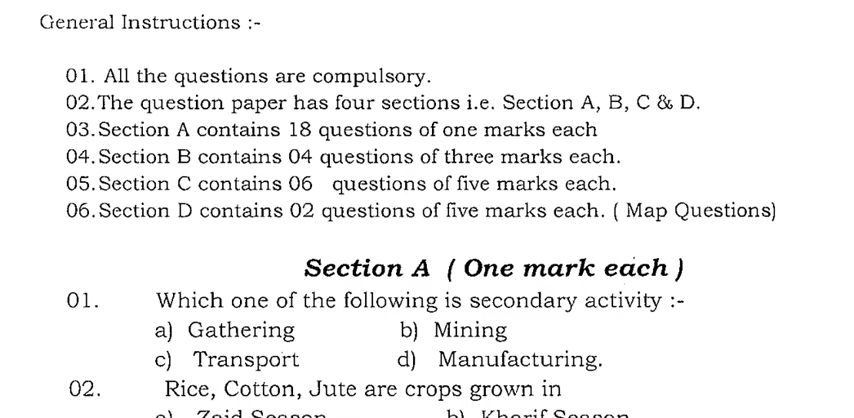 General Instructions :-
01. All the questions are compulsory.
02.The question paper has four sections i.e. Section A, B, C & D.
03.Section A contains 18 questions of one marks each
04.Section B contains 04 questions of three marks each.
05.Section C contains 06 questions of five marks each.
06.Section D contains 02 questions of five marks each. ( Map Questions)
Section A ( One mark each )
01. Which one of the following is secondary activity :-
a) Gathering b) Mining
c) Transport d) Manufacturing.
02. Rice, Cotton, Jute are crops grown in
a) Zaid Season b) Kharif Season